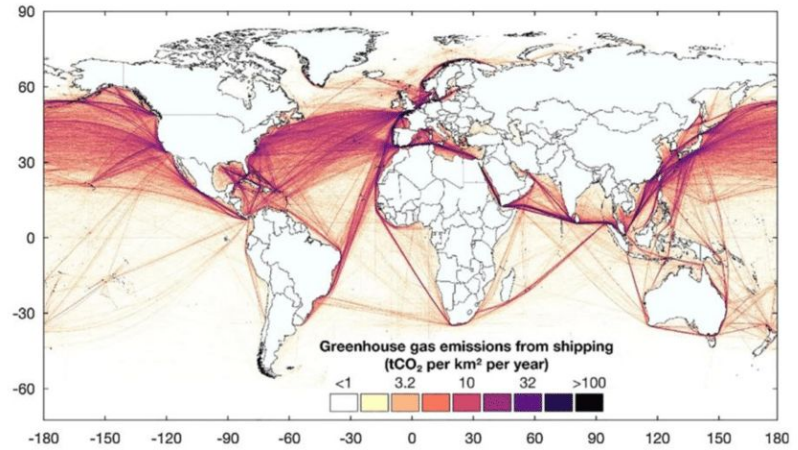 90
60
30
0
-30
-60
Greenhouse gas emissions from shipping
(tCO₂ per km² per year)
<1 3.2 10 32 >100
-180 -150 -120 -90 -60 -30 0 30 60 90 120 150 180